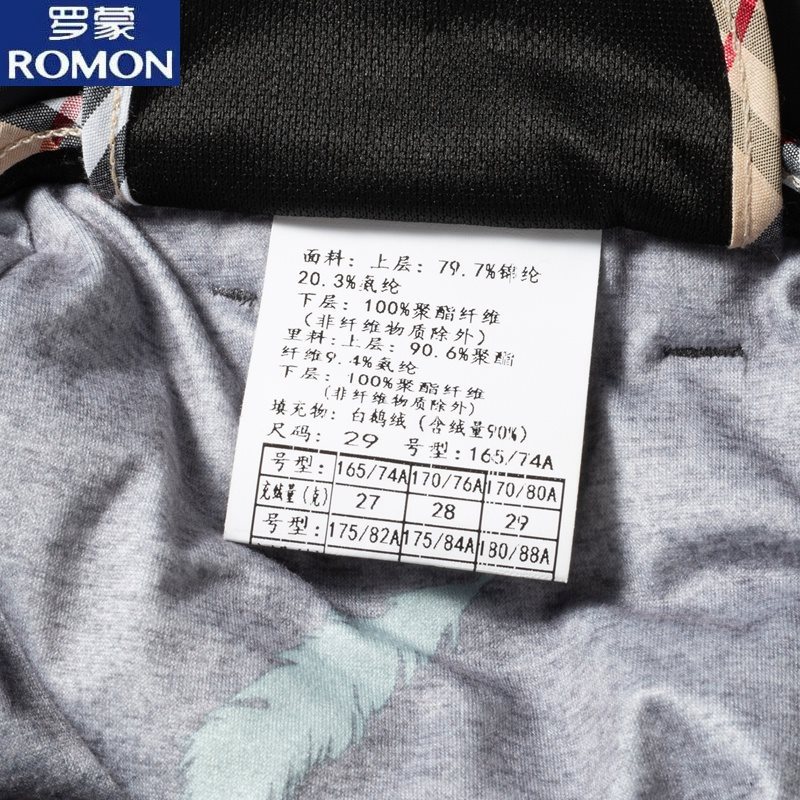 罗蒙
ROMON
面料: 上层: 79.7%锦纶
20.3%氨纶
下层: 100%聚酯纤维
(非纤维物质除外)
里料:上层: 90.6%聚酯
纤维9.4%氨纶
下层: 100%聚酯纤维
(非纤维物质除外)
填充物: 白鹅绒 (含绒量90%)
尺码: 29 号型:165/74A
号型: 165/74A 170/76A 170/80A
充绒量(克) 27 28 29
号型: 175/82A 175/84A 180/88A